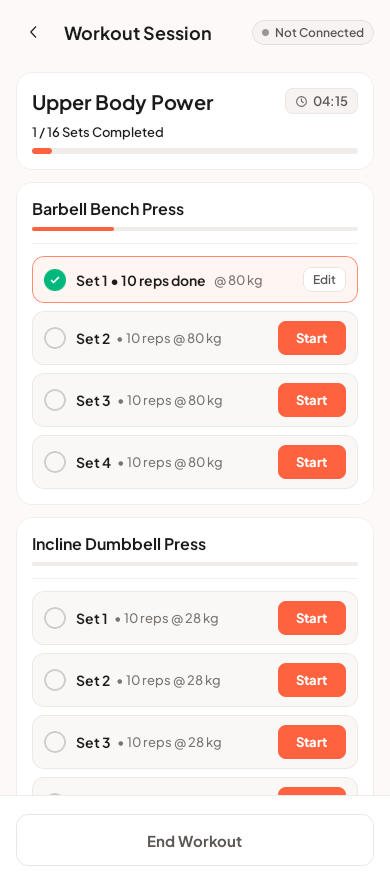 Workout Session
Not Connected
Upper Body Power
04:15
1 / 16 Sets Completed
Barbell Bench Press
Set 1 • 10 reps done @ 80 kg
Edit
Set 2 • 10 reps @ 80 kg
Start
Set 3 • 10 reps @ 80 kg
Start
Set 4 • 10 reps @ 80 kg
Start
Incline Dumbbell Press
Set 1 • 10 reps @ 28 kg
Start
Set 2 • 10 reps @ 28 kg
Start
Set 3 • 10 reps @ 28 kg
Start
End Workout